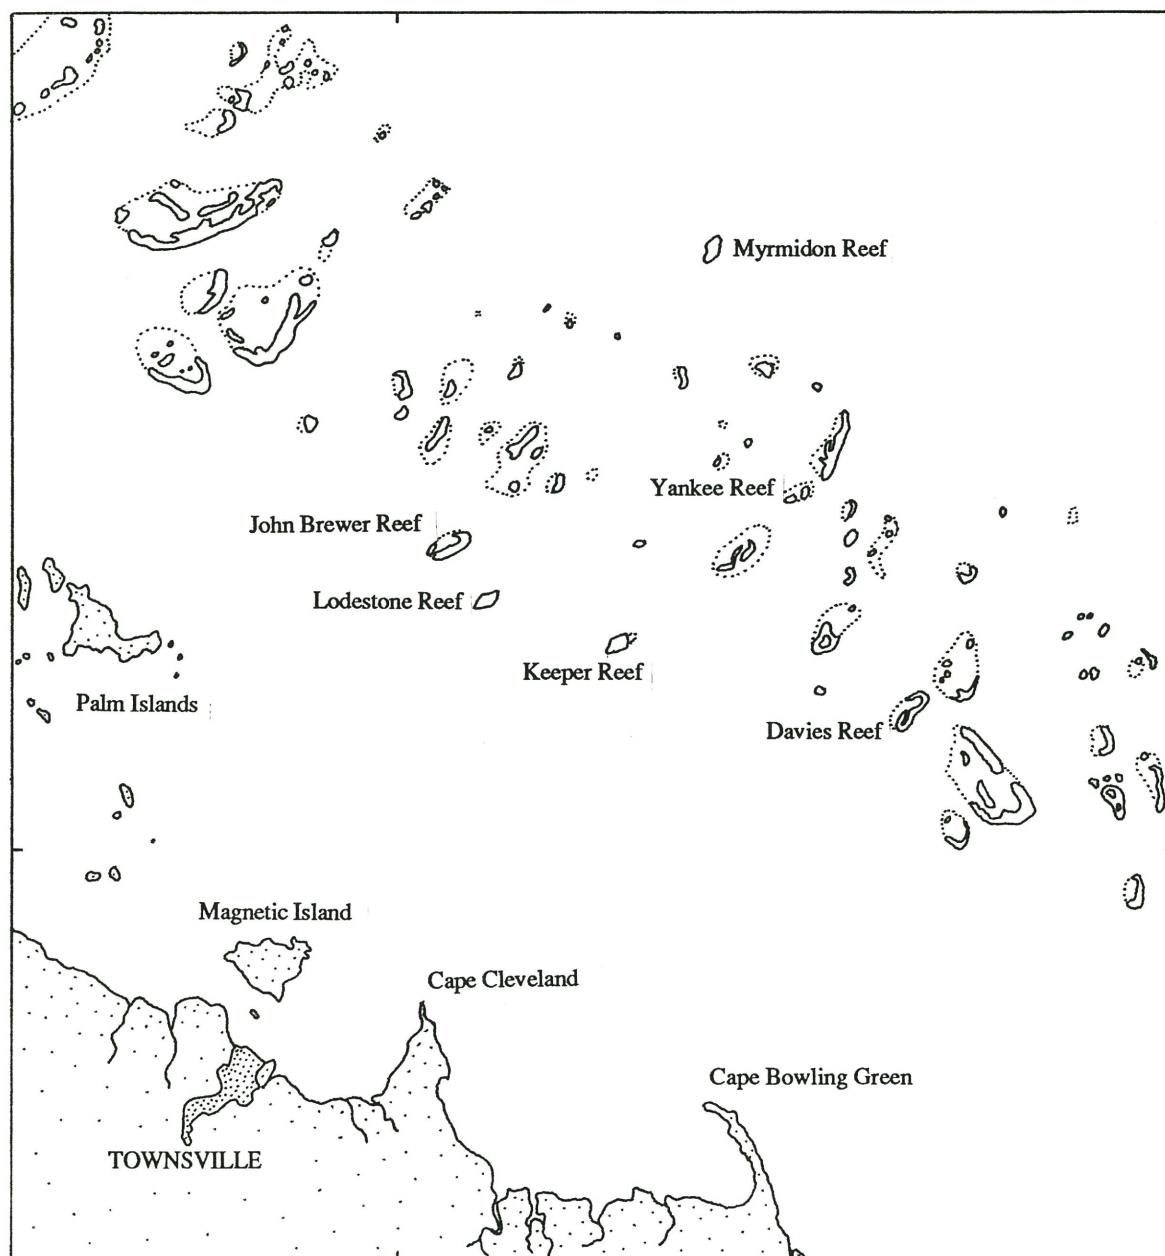 Myrmidon Reef
Yankee Reef
John Brewer Reef
Lodestone Reef
Keeper Reef
Palm Islands
Davies Reef
Magnetic Island
Cape Cleveland
Cape Bowling Green
TOWNSVILLE